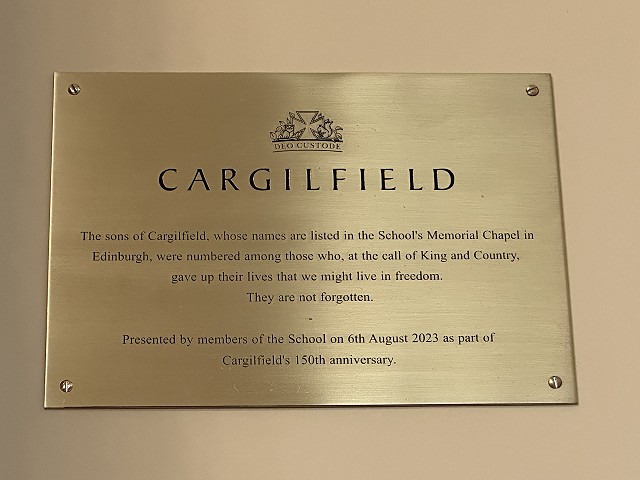 DEO CUSTODE
CARGILFIELD
The sons of Cargilfield, whose names are listed in the School's Memorial Chapel in
Edinburgh, were numbered among those who, at the call of King and Country,
gave up their lives that we might live in freedom.
They are not forgotten.
Presented by members of the School on 6th August 2023 as part of
Cargilfield's 150th anniversary.